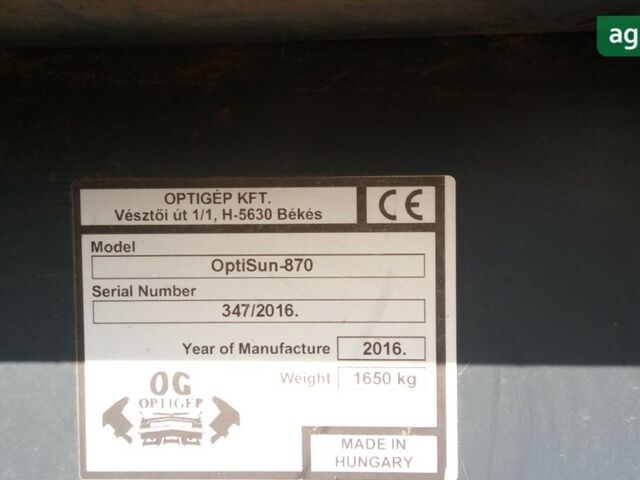 ag
OPTIGÉP KFT.
Vésztői út 1/1, H-5630 Békés
CE
Model
OptiSun-870
Serial Number
347/2016.
Year of Manufacture 2016.
Weight 1650 kg
OG
OPTIGÉP
MADE IN
HUNGARY